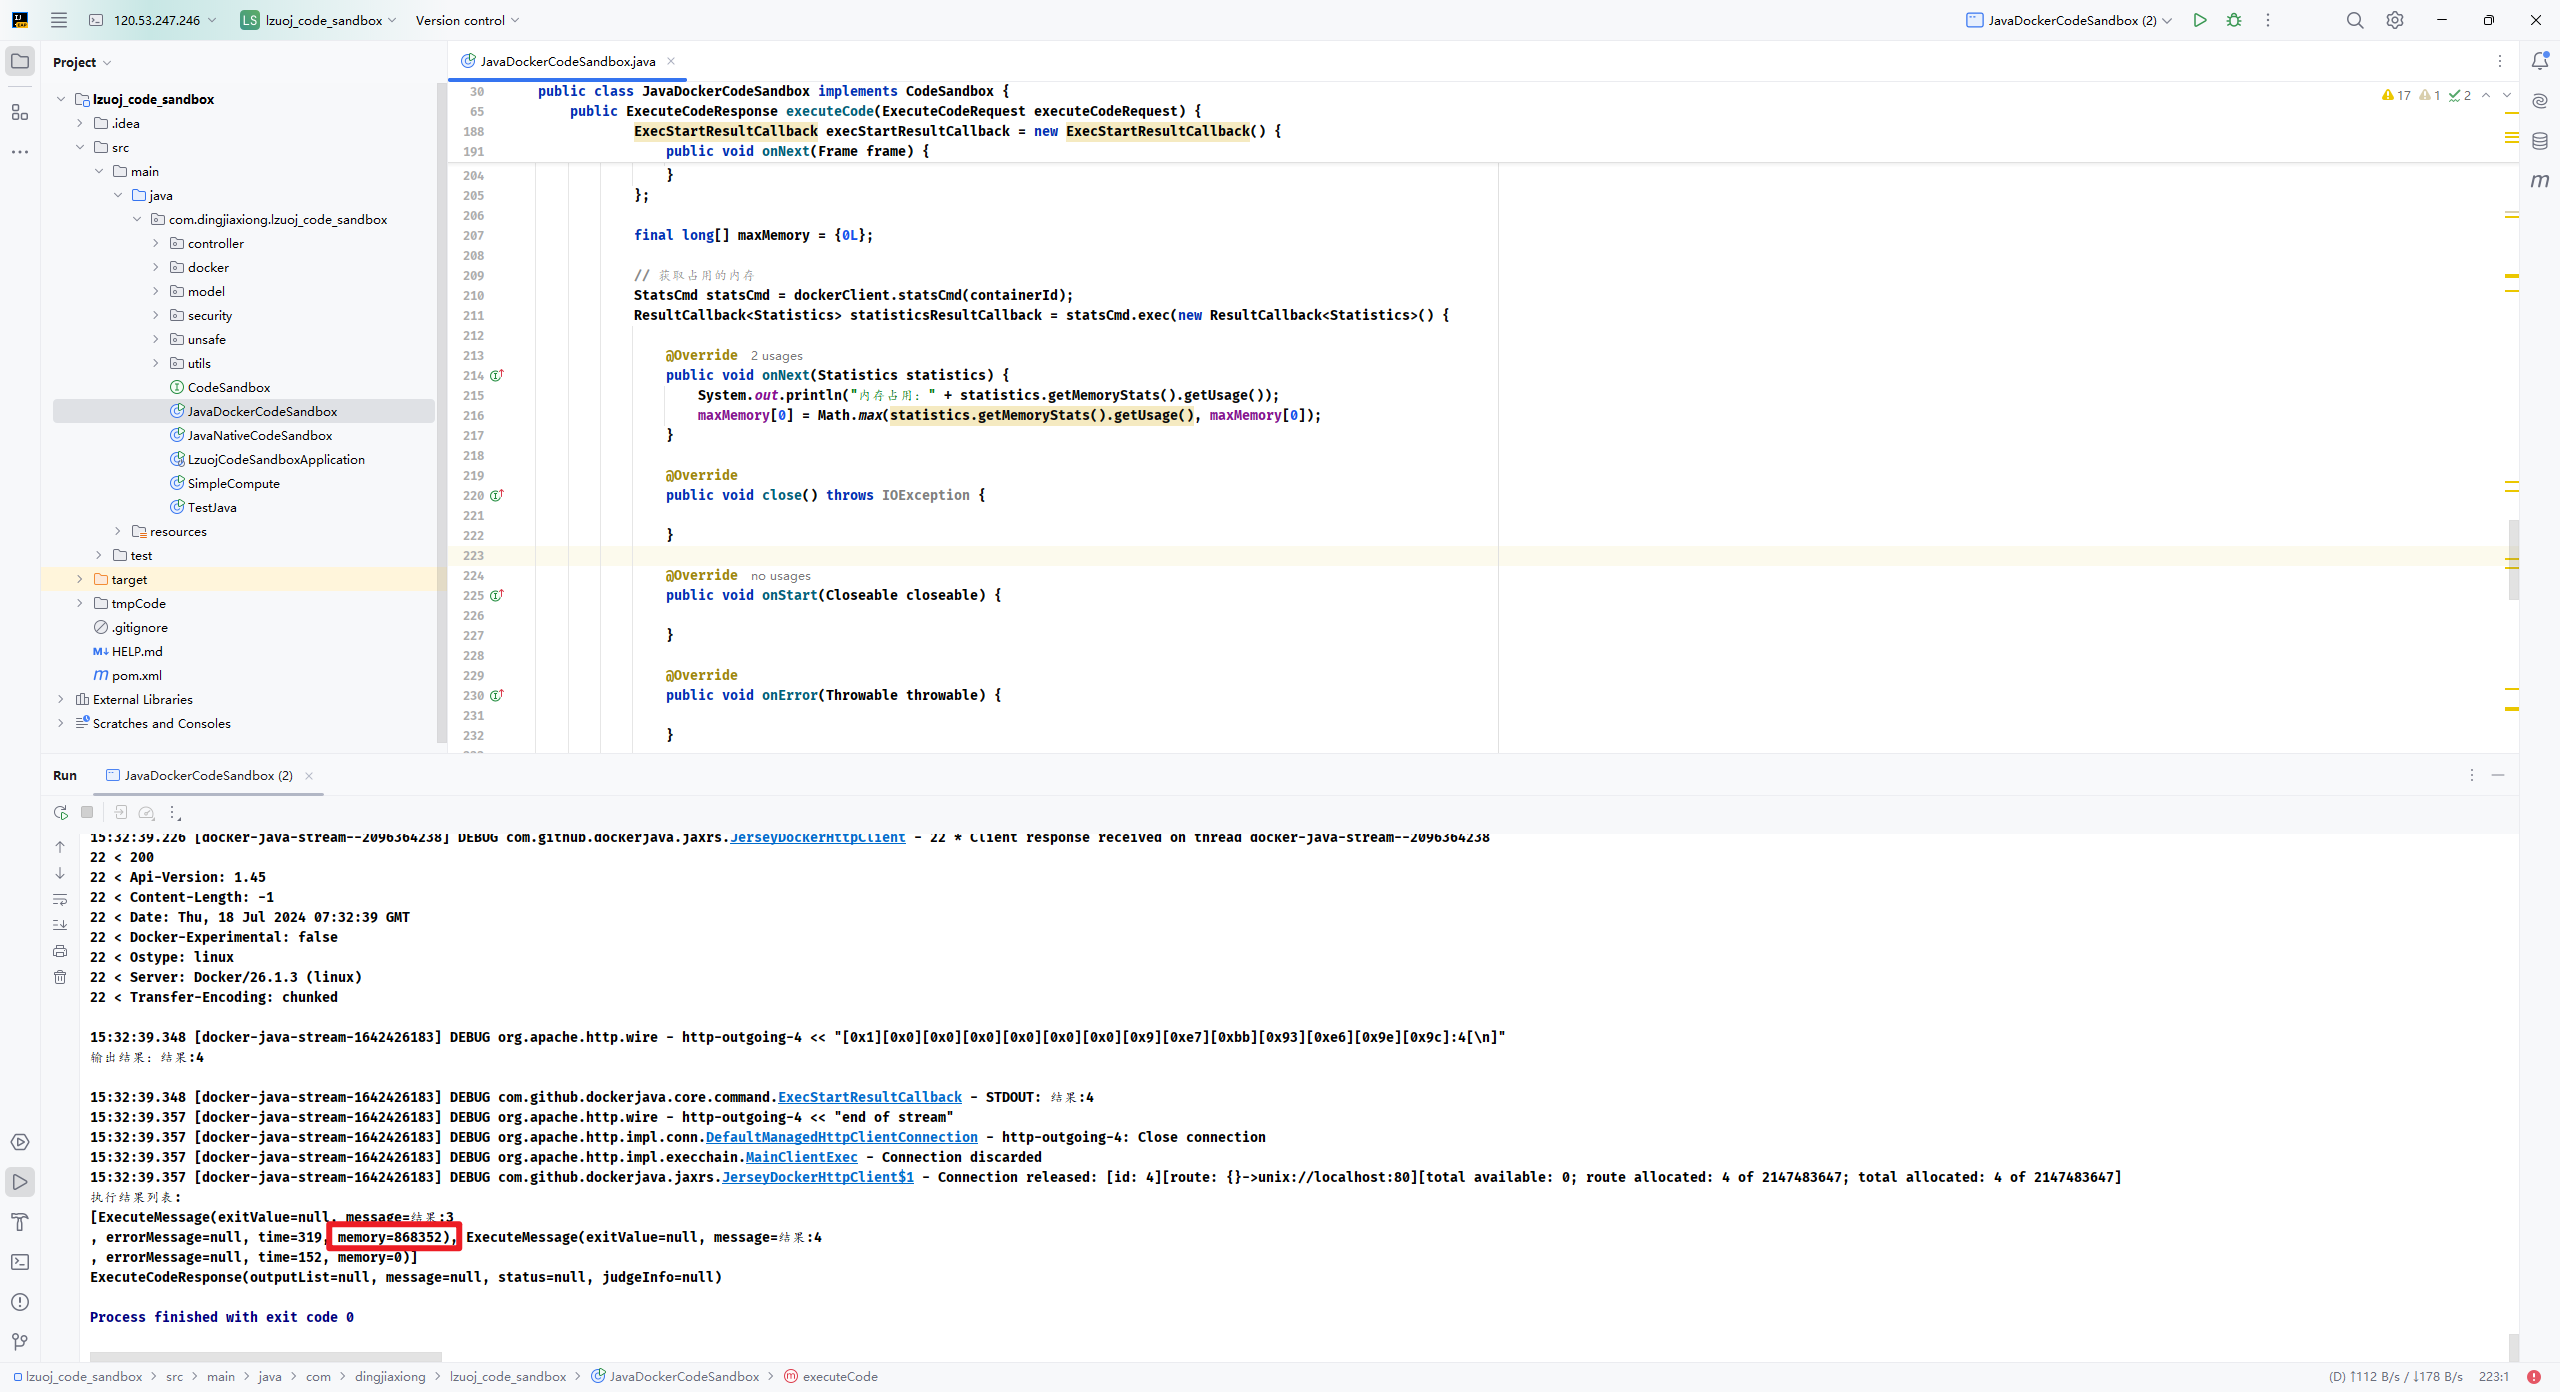 120.53.247.246
LS lzuoj_code_sandbox
Version control
JavaDockerCodeSandbox (2)
Project
lzuoj_code_sandbox
.idea
src
main
java
com.dingjiaxiong.lzuoj_code_sandbox
controller
docker
model
security
unsafe
utils
CodeSandbox
JavaDockerCodeSandbox
JavaNativeCodeSandbox
LzuojCodeSandboxApplication
SimpleCompute
TestJava
resources
test
target
tmpCode
.gitignore
M↓ HELP.md
m pom.xml
External Libraries
Scratches and Consoles
JavaDockerCodeSandbox.java
17 1 2
30 public class JavaDockerCodeSandbox implements CodeSandbox {
65 public ExecuteCodeResponse executeCode(ExecuteCodeRequest executeCodeRequest) {
188 ExecStartResultCallback execStartResultCallback = new ExecStartResultCallback() {
191 public void onNext(Frame frame) {
204 }
205 };
206
207 final long[] maxMemory = {0L};
208
209 // 获取占用的内存
210 StatsCmd statsCmd = dockerClient.statsCmd(containerId);
211 ResultCallback<Statistics> statisticsResultCallback = statsCmd.exec(new ResultCallback<Statistics>() {
212
213 @Override 2 usages
214 public void onNext(Statistics statistics) {
215 System.out.println("内存占用: " + statistics.getMemoryStats().getUsage());
216 maxMemory[0] = Math.max(statistics.getMemoryStats().getUsage(), maxMemory[0]);
217 }
218
219 @Override
220 public void close() throws IOException {
221
222 }
223
224 @Override no usages
225 public void onStart(Closeable closeable) {
226
227 }
228
229 @Override
230 public void onError(Throwable throwable) {
231
232 }
Run JavaDockerCodeSandbox (2)
15:32:39.226 [docker-java-stream--2096364238] DEBUG com.github.dockerjava.jaxrs.JerseyDockerHttpClient - 22 * Client response received on thread docker-java-stream--2096364238
22 < 200
22 < Api-Version: 1.45
22 < Content-Length: -1
22 < Date: Thu, 18 Jul 2024 07:32:39 GMT
22 < Docker-Experimental: false
22 < Ostype: linux
22 < Server: Docker/26.1.3 (linux)
22 < Transfer-Encoding: chunked
15:32:39.348 [docker-java-stream-1642426183] DEBUG org.apache.http.wire - http-outgoing-4 << "[0x1][0x0][0x0][0x0][0x0][0x0][0x0][0x9][0xe7][0xbb][0x93][0xe6][0x9e][0x9c]:4[\n]"
输出结果: 结果:4
15:32:39.348 [docker-java-stream-1642426183] DEBUG com.github.dockerjava.core.command.ExecStartResultCallback - STDOUT: 结果:4
15:32:39.357 [docker-java-stream-1642426183] DEBUG org.apache.http.wire - http-outgoing-4 << "end of stream"
15:32:39.357 [docker-java-stream-1642426183] DEBUG org.apache.http.impl.conn.DefaultManagedHttpClientConnection - http-outgoing-4: Close connection
15:32:39.357 [docker-java-stream-1642426183] DEBUG org.apache.http.impl.execchain.MainClientExec - Connection discarded
15:32:39.357 [docker-java-stream-1642426183] DEBUG com.github.dockerjava.jaxrs.JerseyDockerHttpClient$1 - Connection released: [id: 4][route: {}->unix://localhost:80][total available: 0; route allocated: 4 of 2147483647; total allocated: 4 of 2147483647]
执行结果列表:
[ExecuteMessage(exitValue=null, message=结果:3
, errorMessage=null, time=319, memory=868352), ExecuteMessage(exitValue=null, message=结果:4
, errorMessage=null, time=152, memory=0)]
ExecuteCodeResponse(outputList=null, message=null, status=null, judgeInfo=null)
Process finished with exit code 0
lzuoj_code_sandbox > src > main > java > com > dingjiaxiong > lzuoj_code_sandbox > JavaDockerCodeSandbox > executeCode
(D) ↑112 B/s / ↓178 B/s 223:1